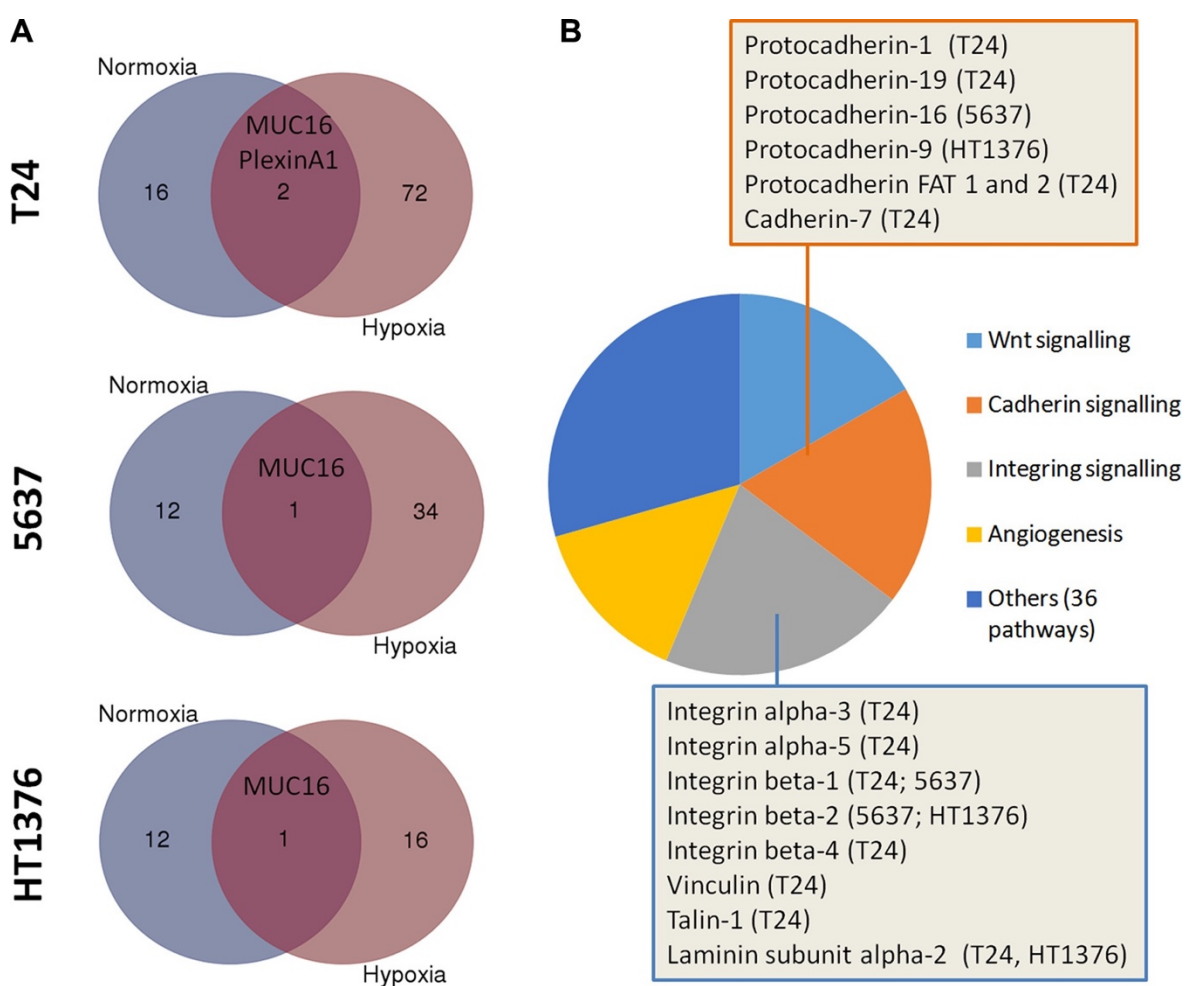 A
T24
Normoxia
MUC16
PlexinA1
16
2
72
Hypoxia
5637
Normoxia
MUC16
12
1
34
Hypoxia
HT1376
Normoxia
MUC16
12
1
16
Hypoxia
B
Protocadherin-1 (T24)
Protocadherin-19 (T24)
Protocadherin-16 (5637)
Protocadherin-9 (HT1376)
Protocadherin FAT 1 and 2 (T24)
Cadherin-7 (T24)
Wnt signalling
Cadherin signalling
Integring signalling
Angiogenesis
Others (36
pathways)
Integrin alpha-3 (T24)
Integrin alpha-5 (T24)
Integrin beta-1 (T24; 5637)
Integrin beta-2 (5637; HT1376)
Integrin beta-4 (T24)
Vinculin (T24)
Talin-1 (T24)
Laminin subunit alpha-2 (T24, HT1376)